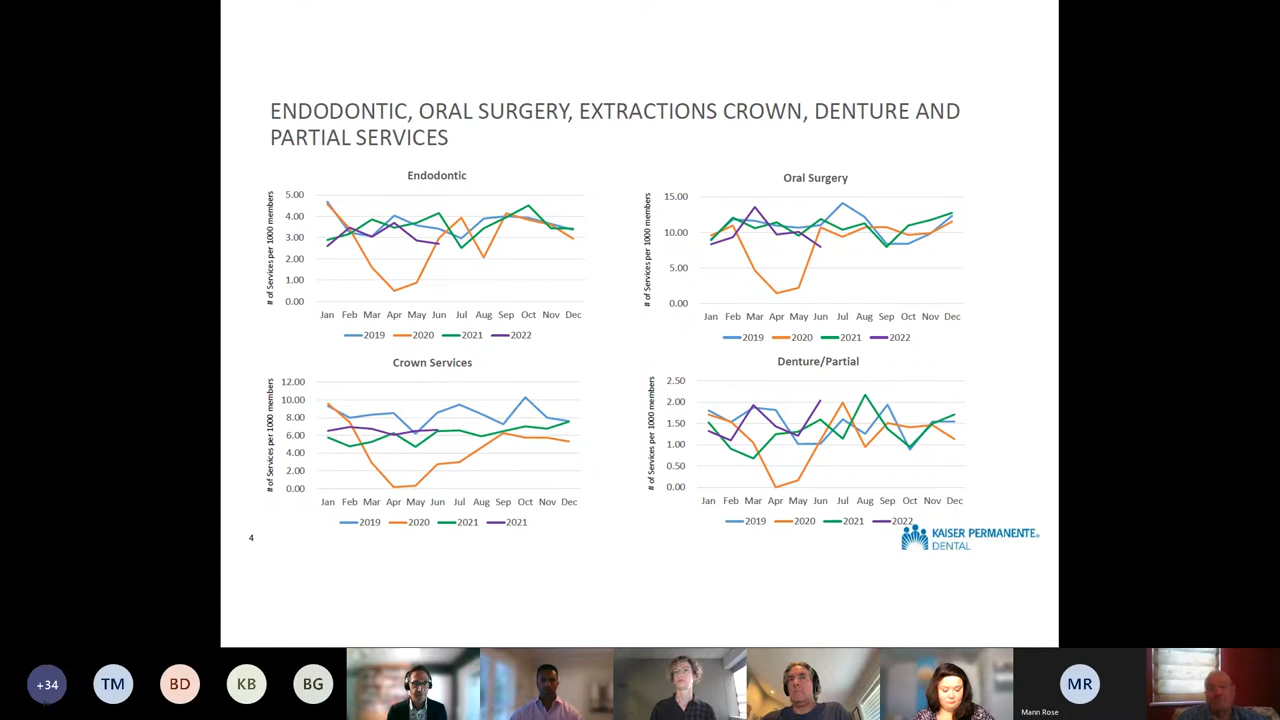 ENDODONTIC, ORAL SURGERY, EXTRACTIONS CROWN, DENTURE AND
PARTIAL SERVICES
Endodontic
# of Services per 1000 members
5.00
4.00
3.00
2.00
1.00
0.00
Jan Feb Mar Apr May Jun Jul Aug Sep Oct Nov Dec
2019 2020 2021 2022
Oral Surgery
# of Services per 1000 members
15.00
10.00
5.00
0.00
Jan Feb Mar Apr May Jun Jul Aug Sep Oct Nov Dec
2019 2020 2021 2022
Crown Services
# of Services per 1000 members
12.00
10.00
8.00
6.00
4.00
2.00
0.00
Jan Feb Mar Apr May Jun Jul Aug Sep Oct Nov Dec
2019 2020 2021 2021
Denture/Partial
# of Services per 1000 members
2.50
2.00
1.50
1.00
0.50
0.00
Jan Feb Mar Apr May Jun Jul Aug Sep Oct Nov Dec
2019 2020 2021 2022
4
KAISER PERMANENTE®
DENTAL
+34 TM BD KB BG MR
Mann Rose